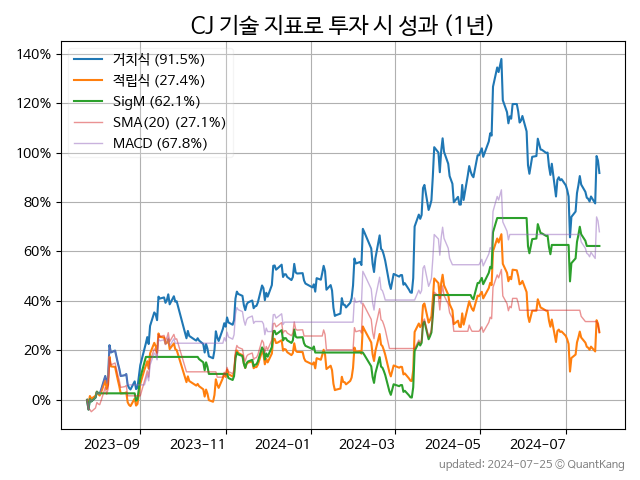 CJ 기술 지표로 투자 시 성과 (1년)
140%
120%
100%
80%
60%
40%
20%
0%
거치식 (91.5%)
적립식 (27.4%)
SigM (62.1%)
SMA(20) (27.1%)
MACD (67.8%)
2023-09 2023-11 2024-01 2024-03 2024-05 2024-07
updated: 2024-07-25 © QuantKang